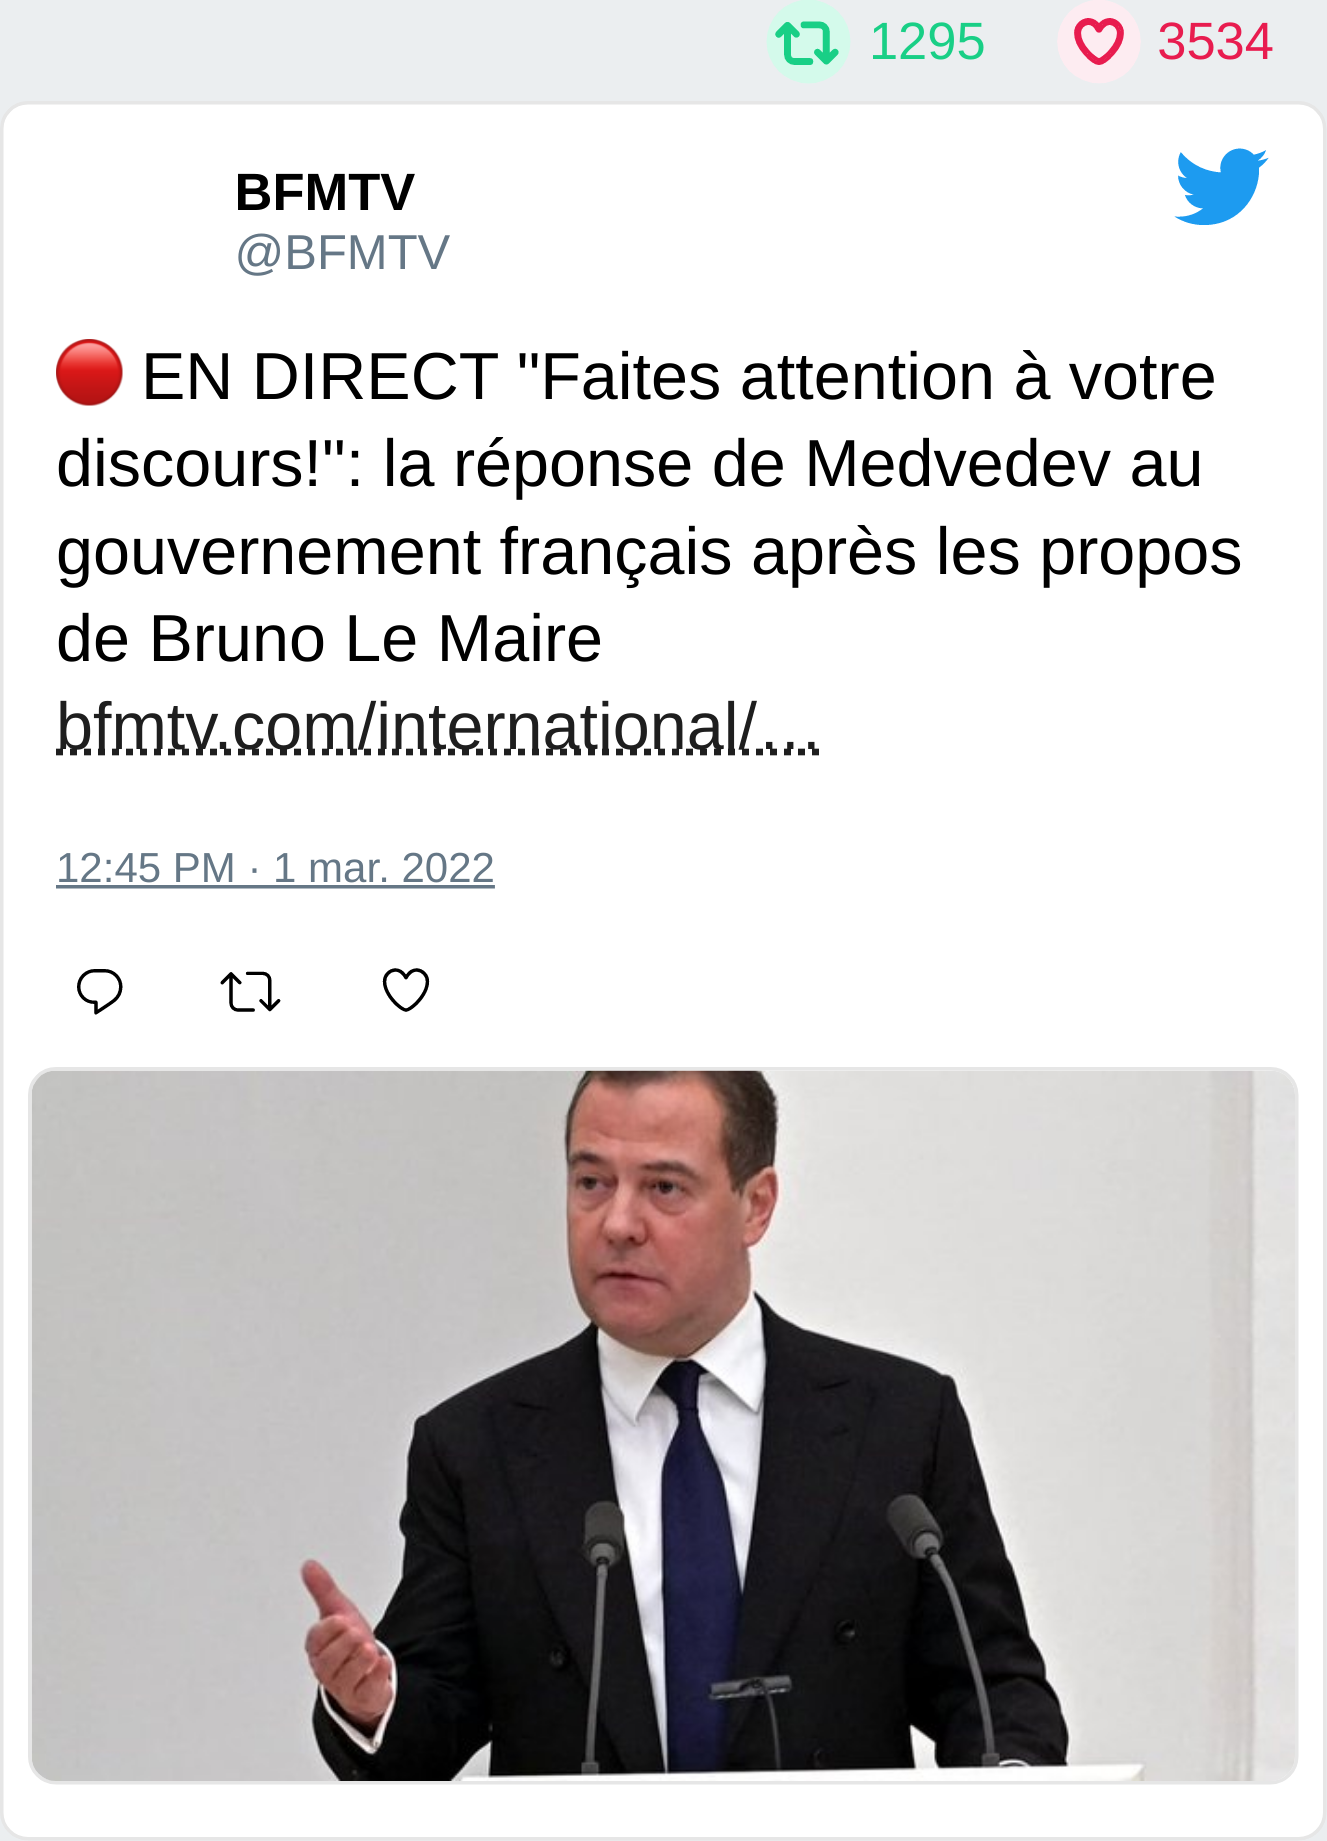 1295 3534
BFMTV
@BFMTV
🔴 EN DIRECT "Faites attention à votre
discours!": la réponse de Medvedev au
gouvernement français après les propos
de Bruno Le Maire
bfmtv.com/international/…
12:45 PM · 1 mar. 2022